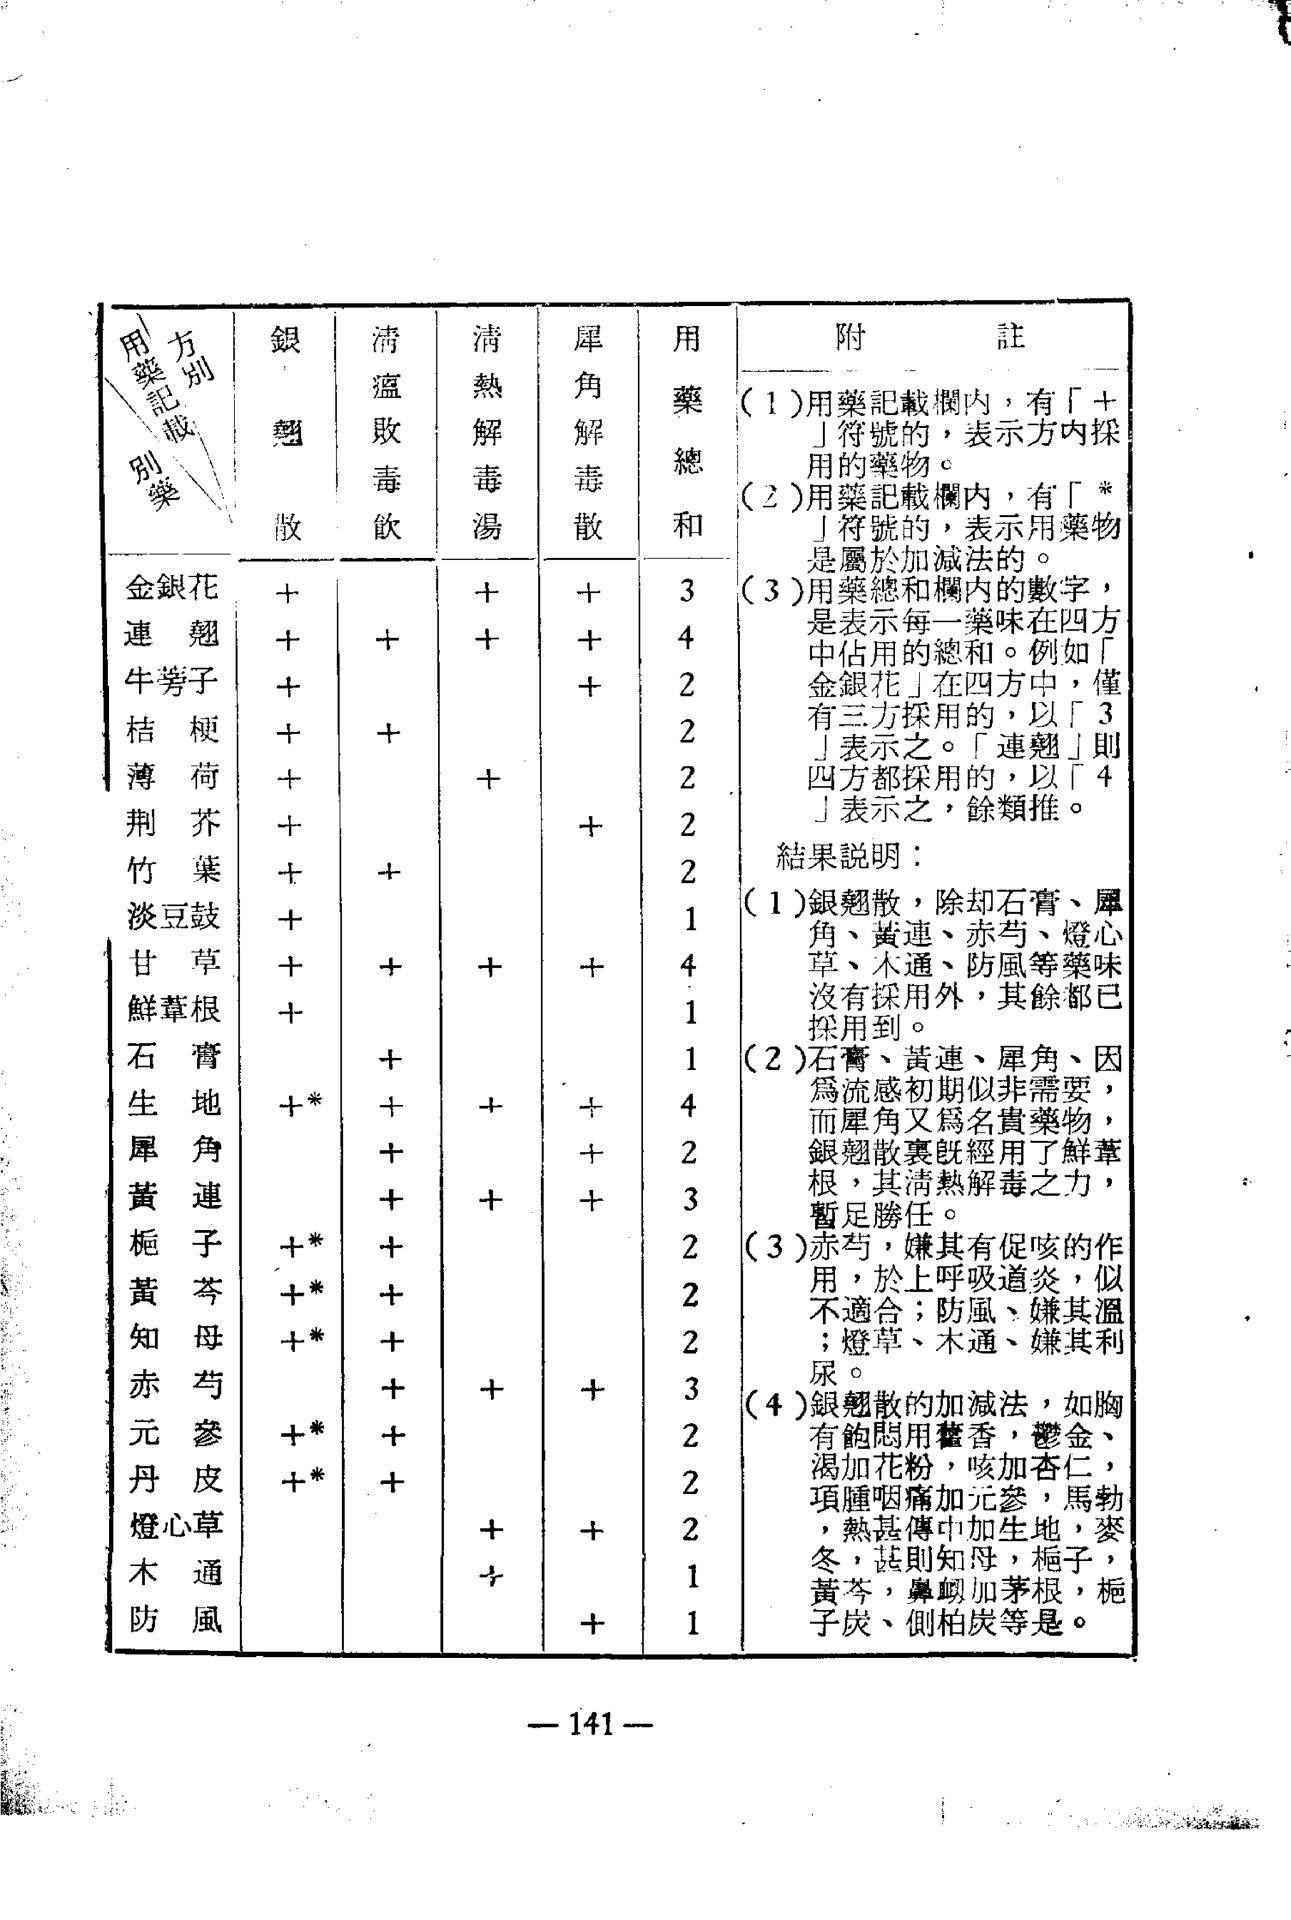 方別
用藥記載
別藥
銀翹散
淸瘟敗毒飲
淸熱解毒湯
犀角解毒散
用藥總和
附註
金銀花 + + + 3
連翹 + + + + 4
牛蒡子 + + 2
桔梗 + + 2
薄荷 + + 2
荆芥 + + 2
竹葉 + + 2
淡豆鼓 + 1
甘草 + + + + 4
鮮葦根 + 1
石膏 + 1
生地 +* + + + 4
犀角 + + 2
黃連 + + + 3
梔子 +* + 2
黃芩 +* + 2
知母 +* + 2
赤芍 + + + 3
元參 +* + 2
丹皮 +* + 2
燈心草 + + 2
木通 + 1
防風 + 1
(1)用藥記載欄内，有「+
」符號的，表示方内採
用的藥物。
(2)用藥記載欄内，有「*
」符號的，表示用藥物
是屬於加減法的。
(3)用藥總和欄内的數字，
是表示每一藥味在四方
中佔用的總和。例如「
金銀花」在四方中，僅
有三方採用的，以「3
」表示之。「連翹」則
四方都採用的，以「4
」表示之，餘類推。
結果説明：
(1)銀翹散，除却石膏、犀
角、黃連、赤芍、燈心
草、木通、防風等藥味
沒有採用外，其餘都已
採用到。
(2)石膏、黃連、犀角、因
爲流感初期似非需要，
而犀角又爲名貴藥物，
銀翹散裏旣經用了鮮葦
根，其淸熱解毒之力，
暫足勝任。
(3)赤芍，嫌其有促咳的作
用，於上呼吸道炎，似
不適合；防風、嫌其溫
；燈草、木通、嫌其利
尿。
(4)銀翹散的加減法，如胸
有飽悶用藿香，鬱金、
渴加花粉，咳加杏仁，
項腫咽痛加元參，馬勃
，熱甚傳中加生地，麥
冬，甚則知母，梔子，
黃芩，鼻衂加茅根，梔
子炭、側柏炭等是。
— 141 —